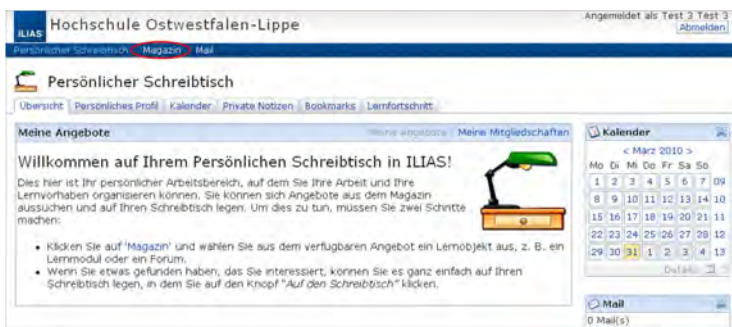 ILIAS Hochschule Ostwestfalen-Lippe
Angemeldet als Test 3 Test 3
Abmelden
Persönlicher Schreibtisch Magazin Mail
Persönlicher Schreibtisch
Übersicht Persönliches Profil Kalender Private Notizen Bookmarks Lernfortschritt
Meine Angebote Meine Angebote Meine Mitgliedschaften
Willkommen auf Ihrem Persönlichen Schreibtisch in ILIAS!
Dies hier ist Ihr persönlicher Arbeitsbereich, auf dem Sie Ihre Arbeit und Ihre
Lernvorhaben organisieren können. Sie können sich Angebote aus dem Magazin
aussuchen und auf Ihren Schreibtisch legen. Um dies zu tun, müssen Sie zwei Schritte
machen:
Klicken Sie auf 'Magazin' und wählen Sie aus dem verfügbaren Angebot ein Lernobjekt aus, z. B. ein
Lernmodul oder ein Forum.
Wenn Sie etwas gefunden haben, das Sie interessiert, können Sie es ganz einfach auf Ihren
Schreibtisch legen, in dem Sie auf den Knopf "Auf den Schreibtisch" klicken.
Kalender
< März 2010 >
Mo Di Mi Do Fr Sa So
1 2 3 4 5 6 7 09
8 9 10 11 12 13 14 10
15 16 17 18 19 20 21 11
22 23 24 25 26 27 28 12
29 30 31 1 2 3 4 13
Details
Mail
0 Mail(s)